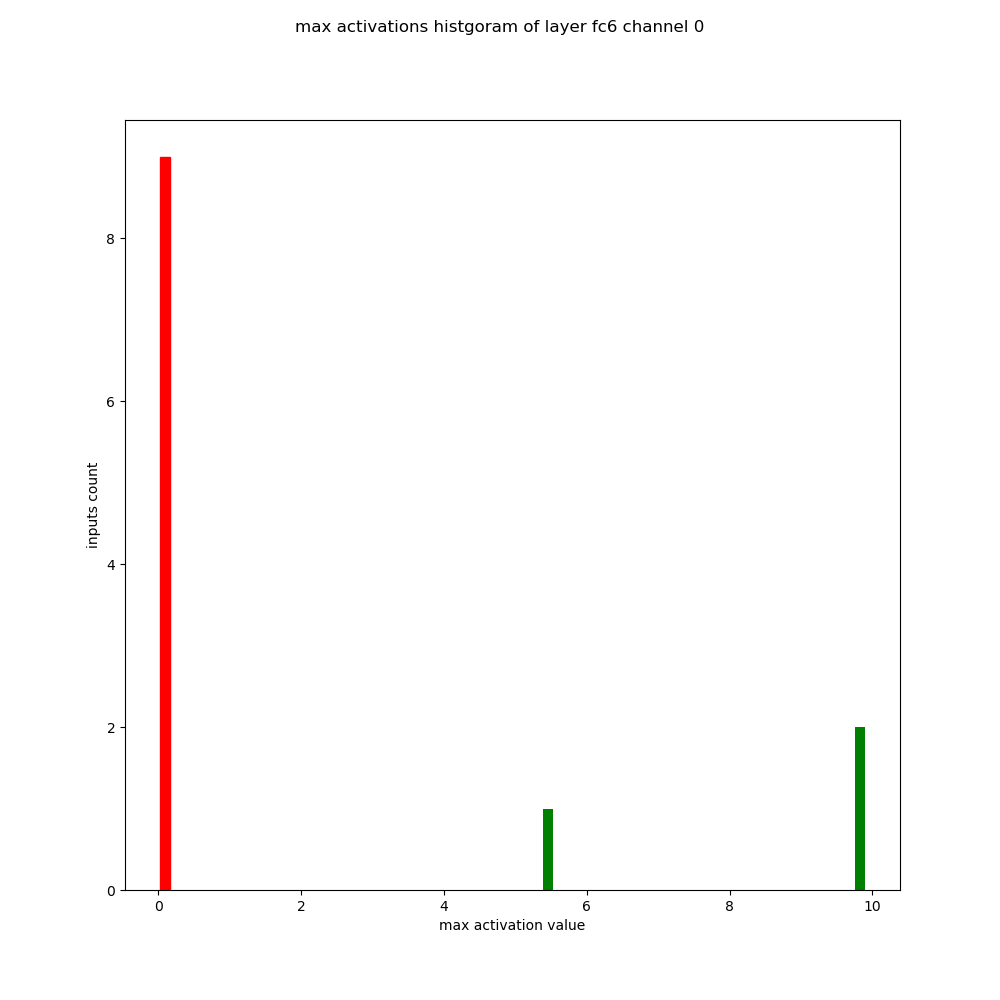 max activations histgoram of layer fc6 channel 0
8
6
4
2
0
inputs count
0 2 4 6 8 10
max activation value